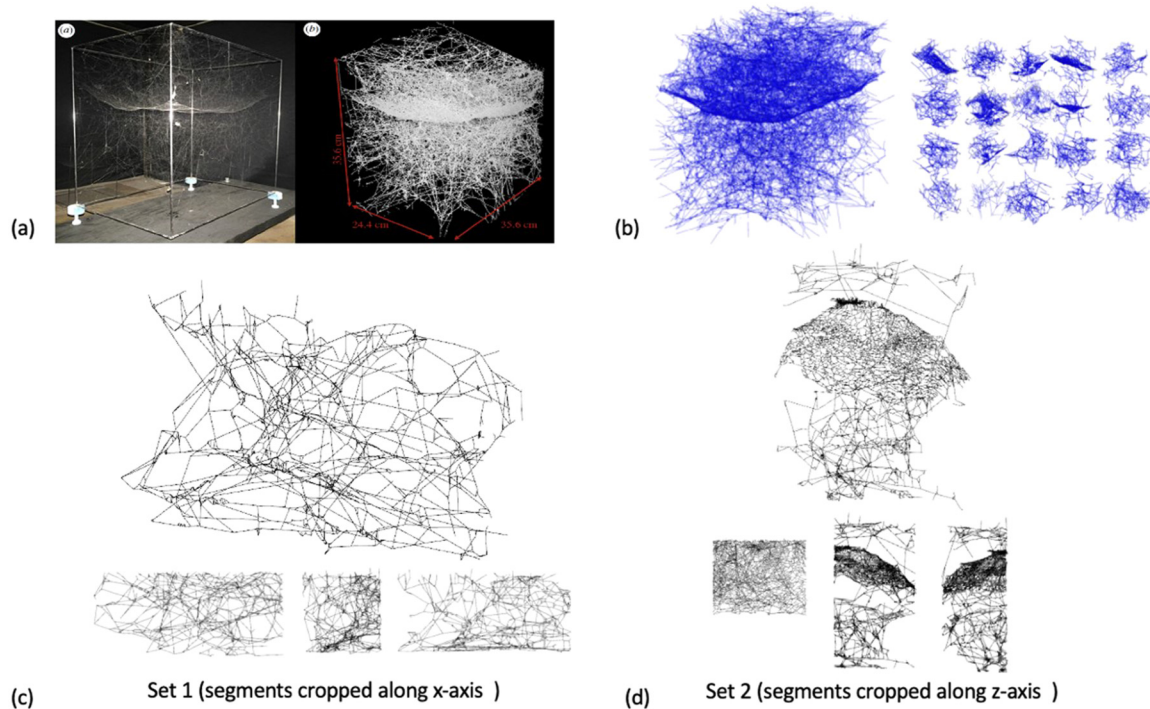 (a)
(b)
35.6 cm
24.4 cm
35.6 cm
(a)
(b)
Set 1 (segments cropped along x-axis )
(c)
Set 2 (segments cropped along z-axis )
(d)